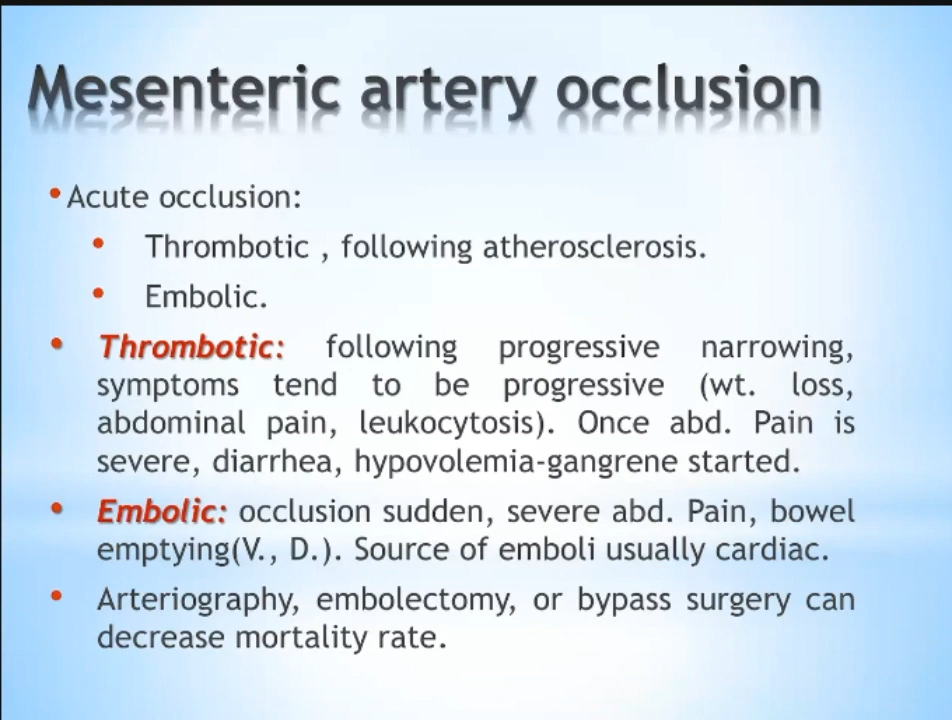 Mesenteric artery occlusion
• Acute occlusion:
• Thrombotic , following atherosclerosis.
• Embolic.
• Thrombotic: following progressive narrowing,
symptoms tend to be progressive (wt. loss,
abdominal pain, leukocytosis). Once abd. Pain is
severe, diarrhea, hypovolemia-gangrene started.
• Embolic: occlusion sudden, severe abd. Pain, bowel
emptying(V., D.). Source of emboli usually cardiac.
• Arteriography, embolectomy, or bypass surgery can
decrease mortality rate.